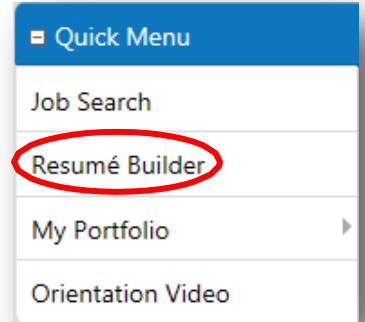 Quick Menu
Job Search
Resumé Builder
My Portfolio
Orientation Video